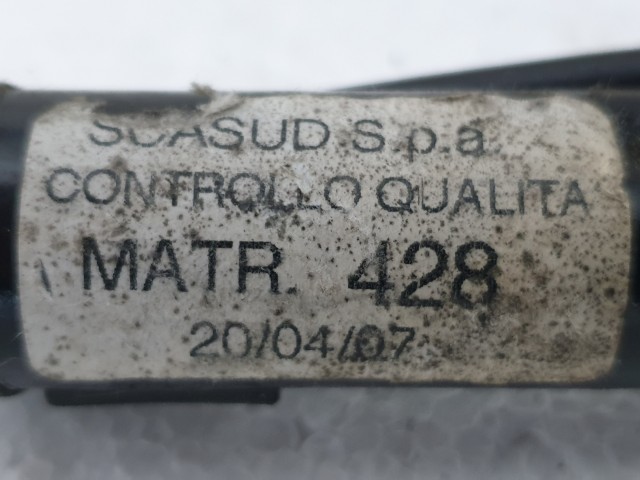 SCASUD S.p.a.
CONTROLLO QUALITA
MATR. 428
20/04/07